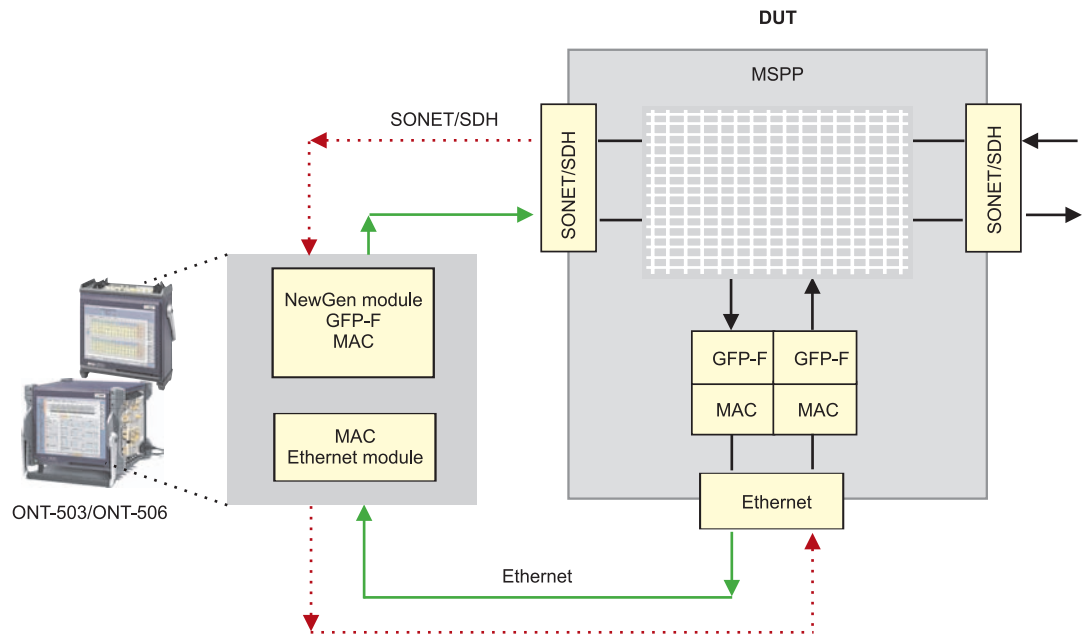 DUT
MSPP
SONET/SDH
SONET/SDH
SONET/SDH
NewGen module
GFP-F
MAC
GFP-F
GFP-F
MAC
MAC
MAC
Ethernet module
Ethernet
ONT-503/ONT-506
Ethernet